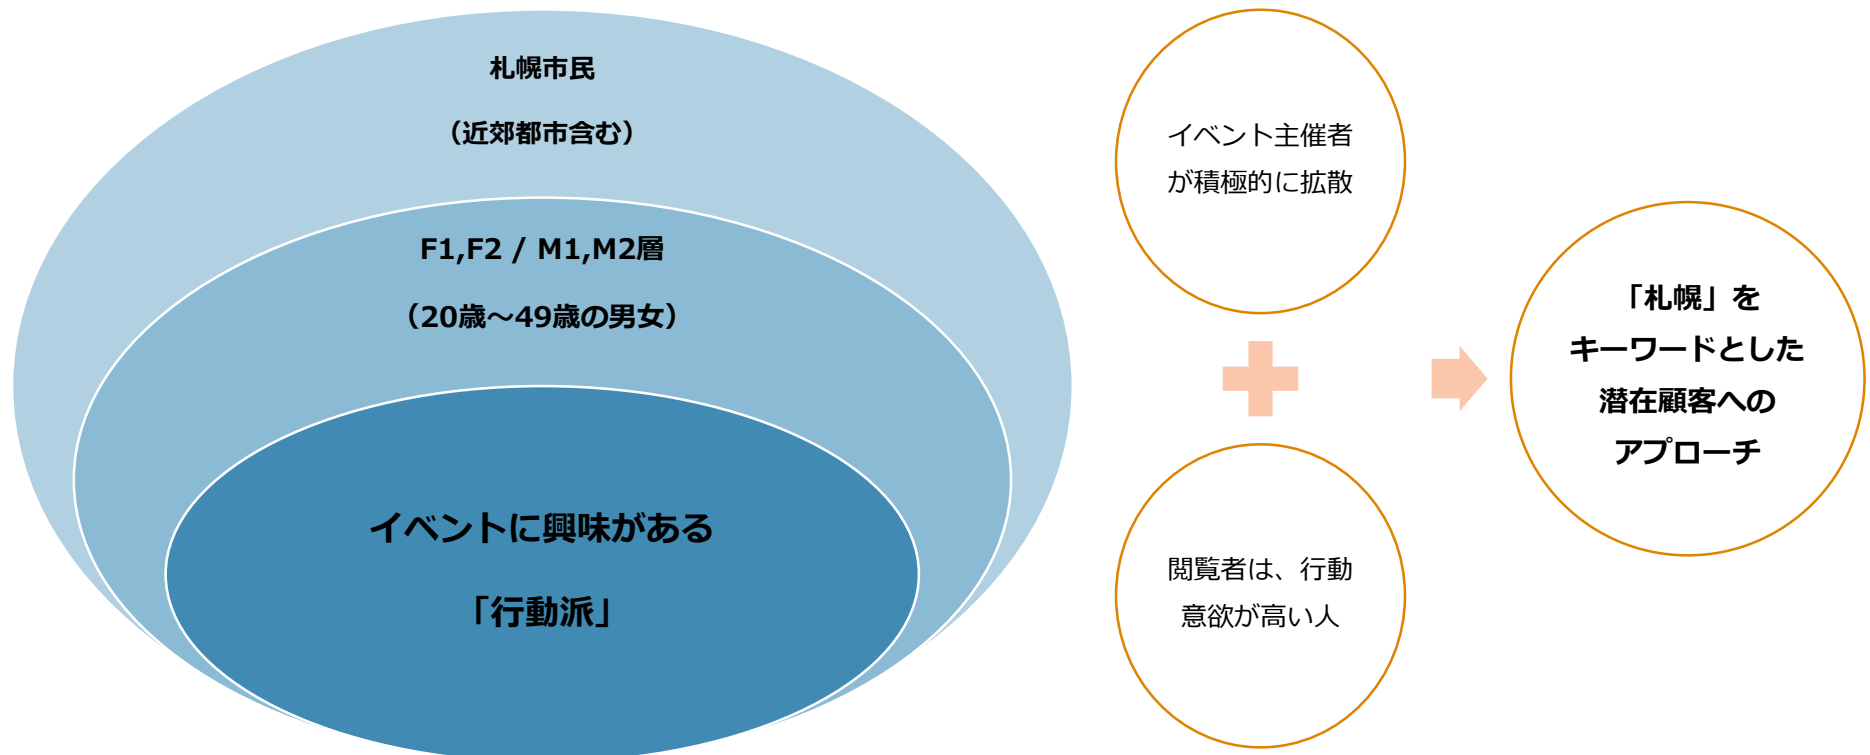 札幌市民
（近郊都市含む）
F1,F2 / M1,M2層
（20歳～49歳の男女）
イベントに興味がある
「行動派」
イベント主催者
が積極的に拡散
閲覧者は、行動
意欲が高い人
「札幌」を
キーワードとした
潜在顧客への
アプローチ